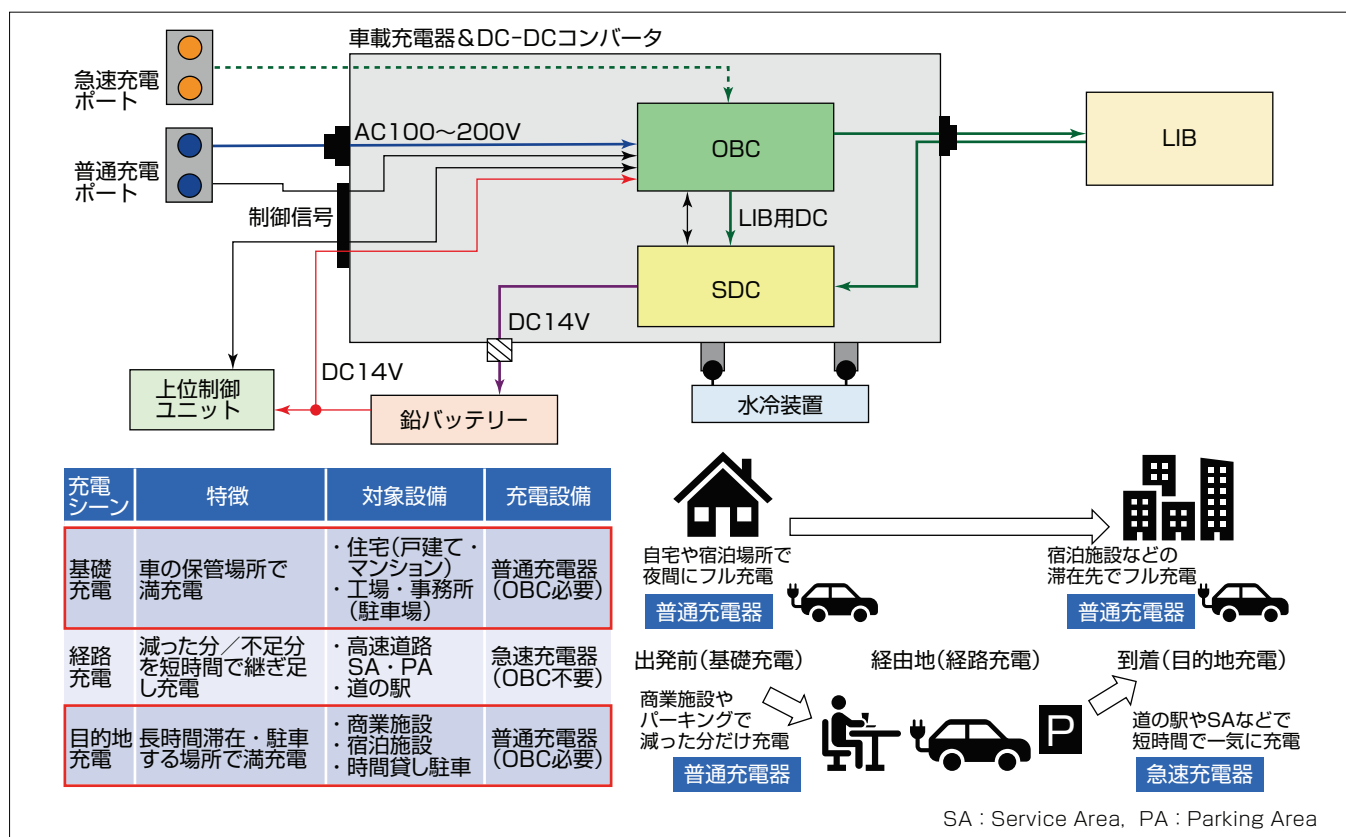 車載充電器&DC-DCコンバータ
急速充電
ポート
AC100～200V
普通充電
ポート
制御信号
OBC
LIB
LIB用DC
SDC
DC14V
DC14V
上位制御
ユニット
鉛バッテリー
水冷装置
充電
シーン
特徴
対象設備
充電設備
基礎
充電
車の保管場所で
満充電
・住宅(戸建て・
マンション)
・工場・事務所
(駐車場)
普通充電器
(OBC必要)
経路
充電
減った分／不足分
を短時間で継ぎ足
し充電
・高速道路
SA・PA
・道の駅
急速充電器
(OBC不要)
目的地
充電
長時間滞在・駐車
する場所で満充電
・商業施設
・宿泊施設
・時間貸し駐車
普通充電器
(OBC必要)
自宅や宿泊場所で
夜間にフル充電
普通充電器
宿泊施設などの
滞在先でフル充電
普通充電器
出発前(基礎充電)
経由地(経路充電)
到着(目的地充電)
商業施設や
パーキングで
減った分だけ充電
普通充電器
P
道の駅やSAなどで
短時間で一気に充電
急速充電器
SA：Service Area, PA：Parking Area